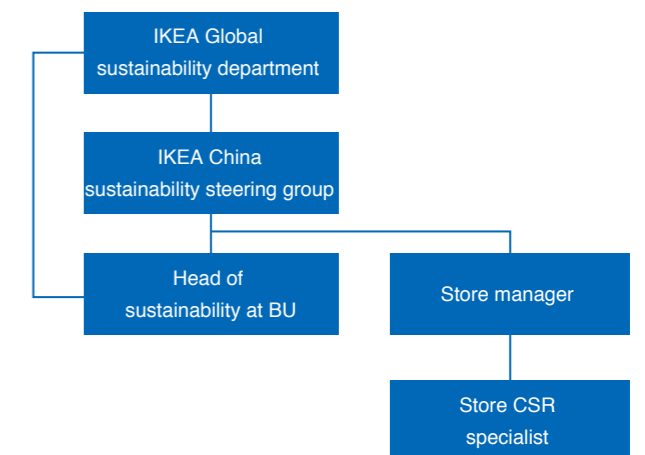 IKEA Global
sustainability department
IKEA China
sustainability steering group
Head of
sustainability at BU
Store manager
Store CSR
specialist